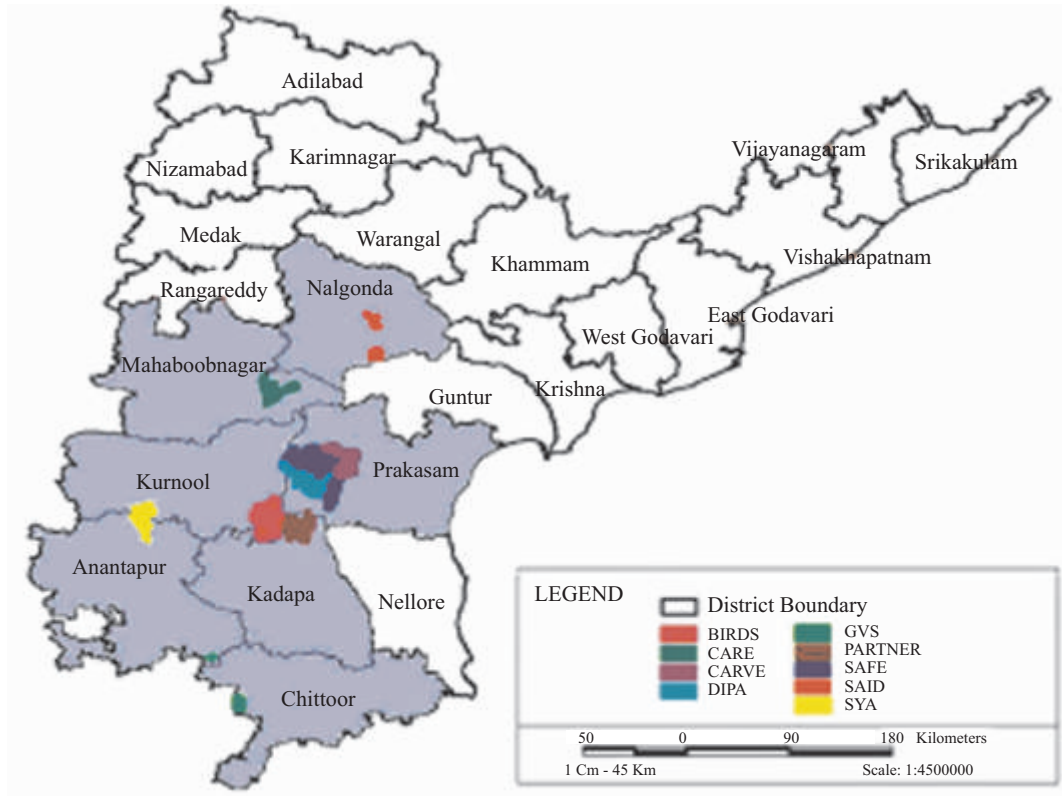 Adilabad
Nizamabad
Karimnagar
Vijayanagaram
Srikakulam
Medak
Warangal
Khammam
Vishakhapatnam
Rangareddy
Nalgonda
East Godavari
West Godavari
Mahaboobnagar
Krishna
Guntur
Kurnool
Prakasam
Anantapur
Kadapa
Nellore
Chittoor
LEGEND
District Boundary
BIRDS
CARE
CARVE
DIPA
GVS
PARTNER
SAFE
SAID
SYA
50 0 90 180 Kilometers
1 Cm - 45 Km Scale: 1:4500000